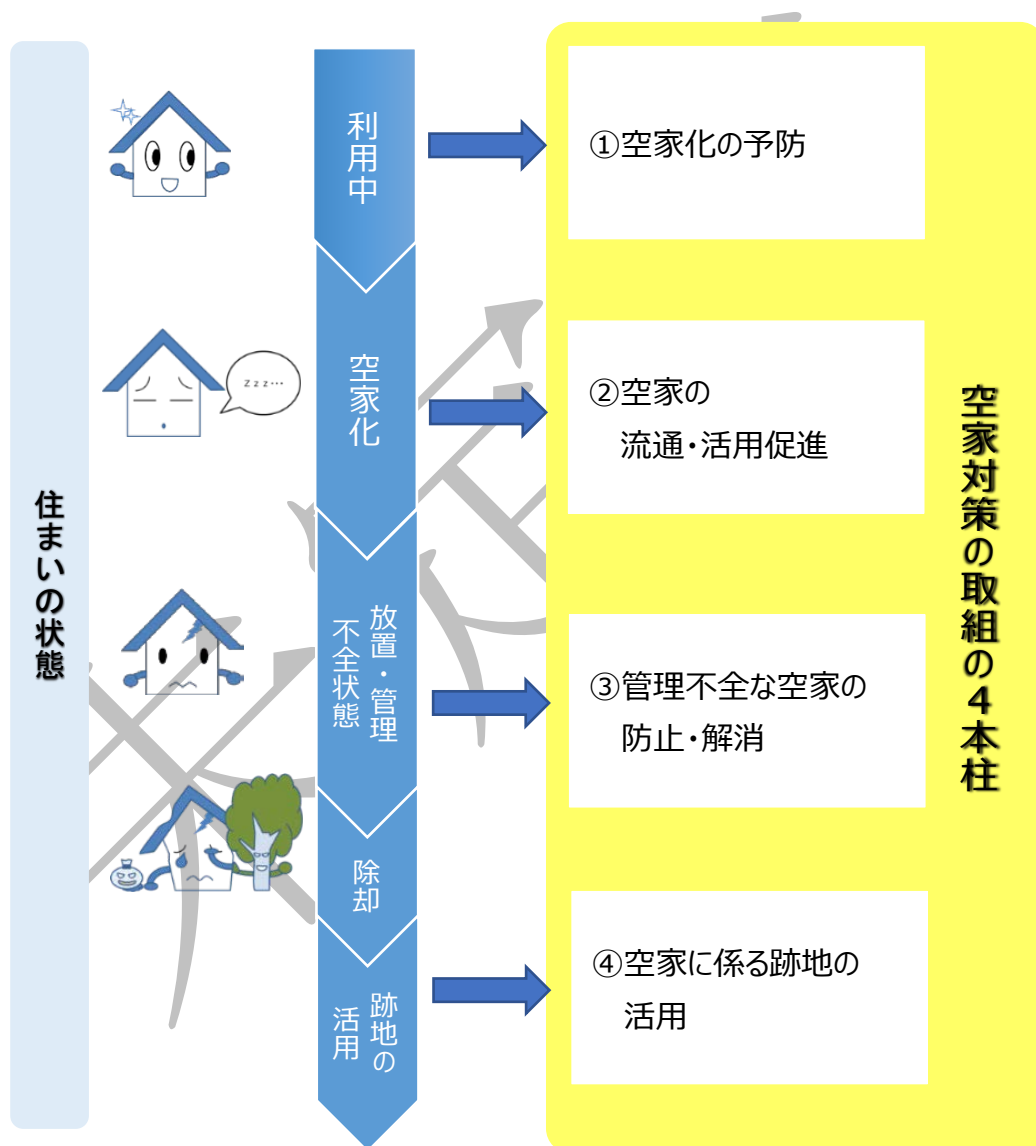 住まいの状態
利用中
空家化
zzz…
放置・管理
不全状態
除却
跡地の
活用
①空家化の予防
②空家の
流通・活用促進
③管理不全な空家の
防止・解消
④空家に係る跡地の
活用
空家対策の取組の4本柱